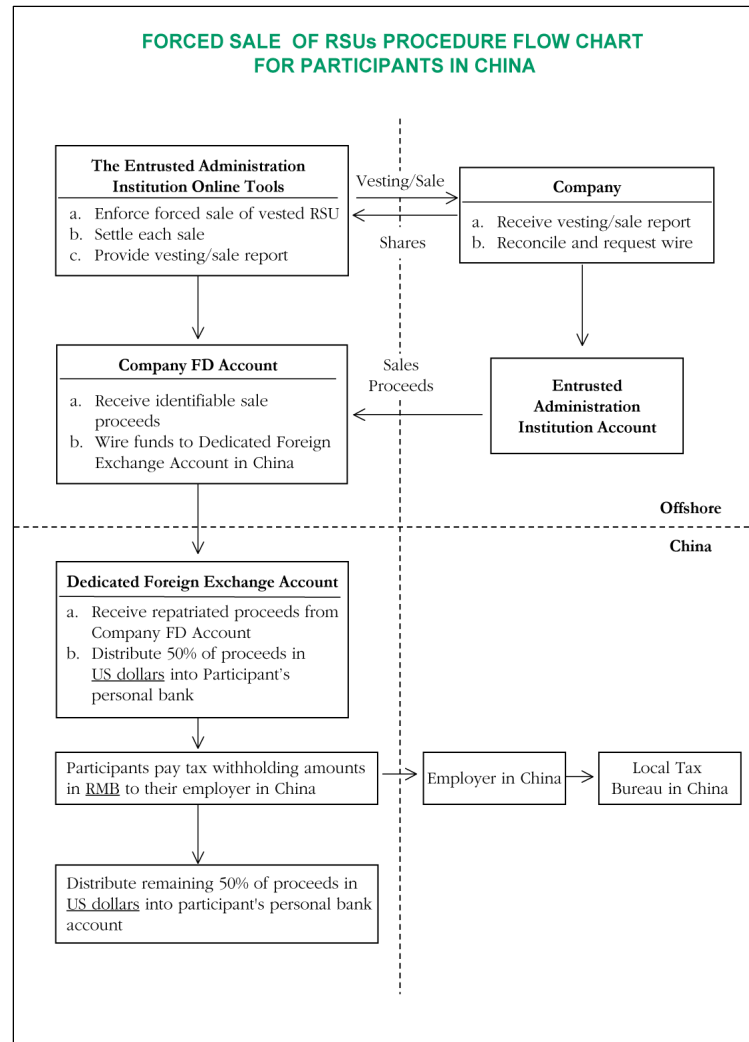 FORCED SALE OF RSUs PROCEDURE FLOW CHART
FOR PARTICIPANTS IN CHINA
The Entrusted Administration
Institution Online Tools
a. Enforce forced sale of vested RSU
b. Settle each sale
c. Provide vesting/sale report
Vesting/Sale
Shares
Company
a. Receive vesting/sale report
b. Reconcile and request wire
Company FD Account
a. Receive identifiable sale
proceeds
b. Wire funds to Dedicated Foreign
Exchange Account in China
Sales
Proceeds
Entrusted
Administration
Institution Account
Offshore
China
Dedicated Foreign Exchange Account
a. Receive repatriated proceeds from
Company FD Account
b. Distribute 50% of proceeds in
US dollars into Participant's
personal bank
Participants pay tax withholding amounts
in RMB to their employer in China
Employer in China
Local Tax
Bureau in China
Distribute remaining 50% of proceeds in
US dollars into participant's personal bank
account